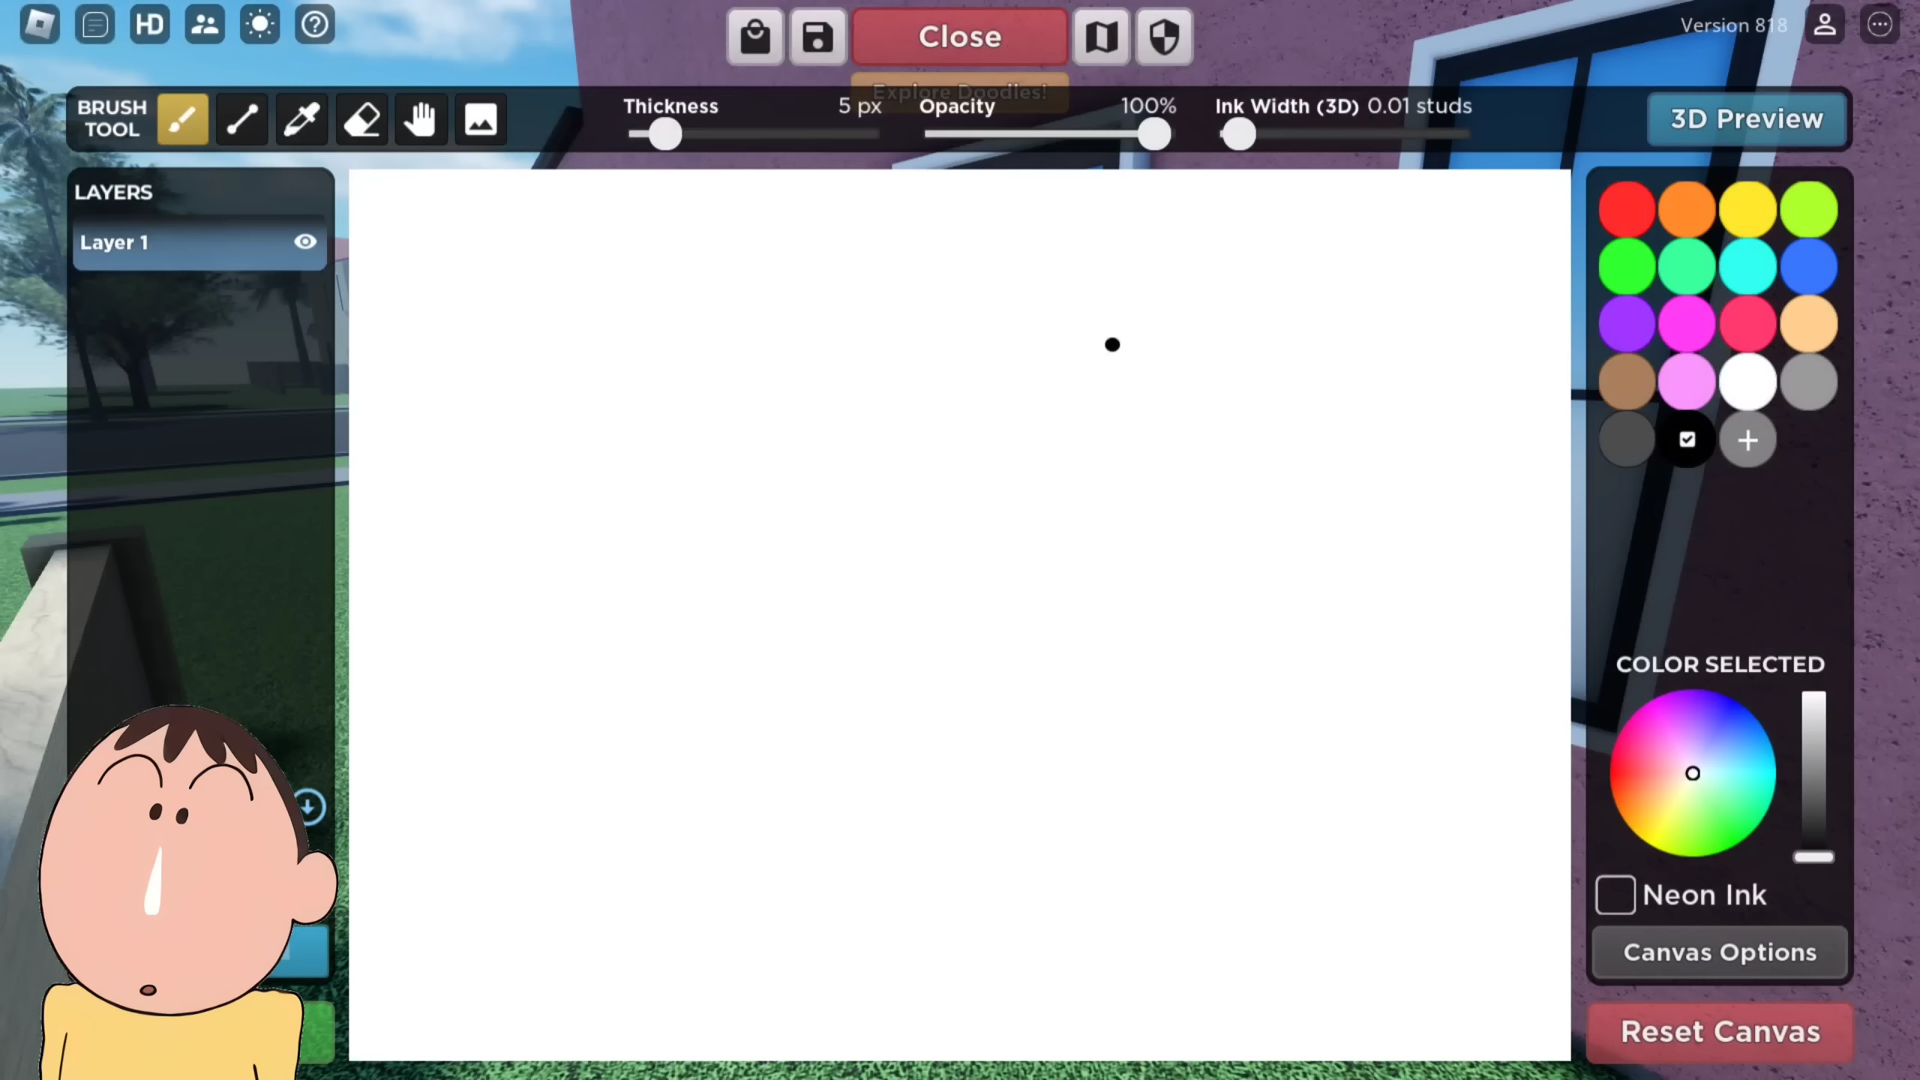 HD
Close
Version 818
Explore Doodles!
BRUSH
TOOL
Thickness 5 px
Opacity 100%
Ink Width (3D) 0.01 studs
3D Preview
LAYERS
Layer 1
COLOR SELECTED
Neon Ink
Canvas Options
Reset Canvas